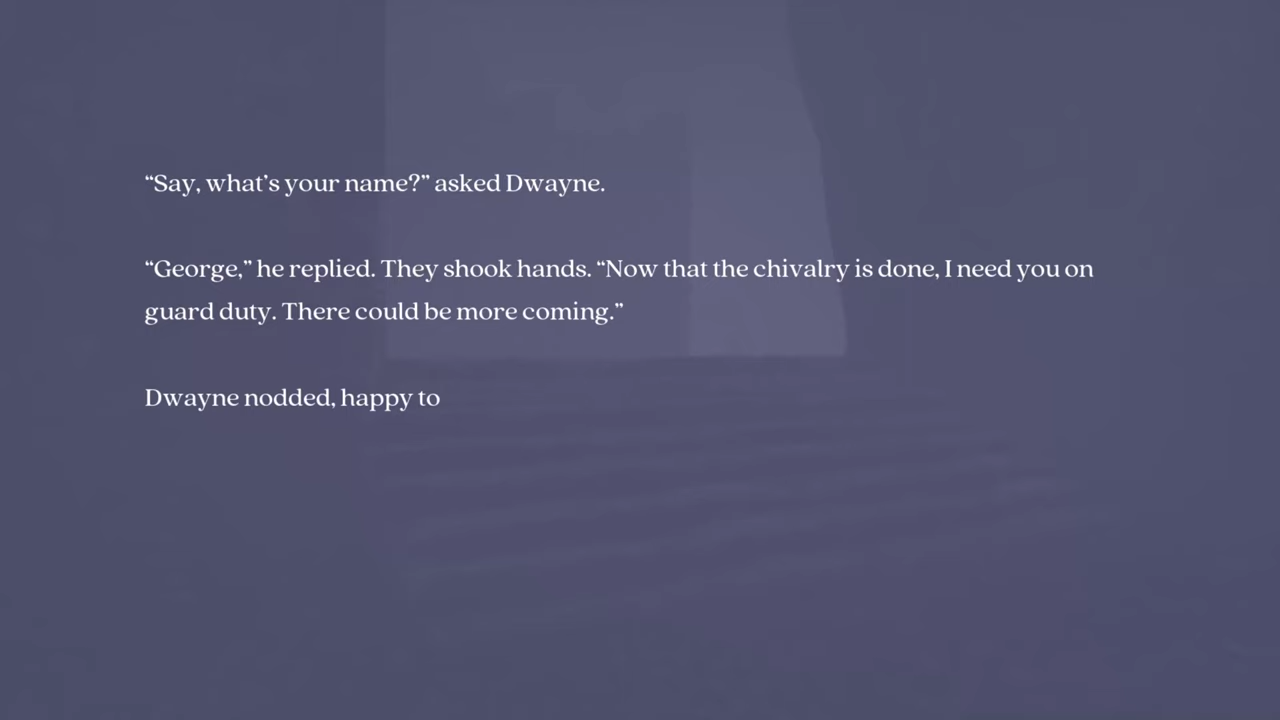 “Say, what’s your name?” asked Dwayne.
“George,” he replied. They shook hands. “Now that the chivalry is done, I need you on
guard duty. There could be more coming.”
Dwayne nodded, happy to